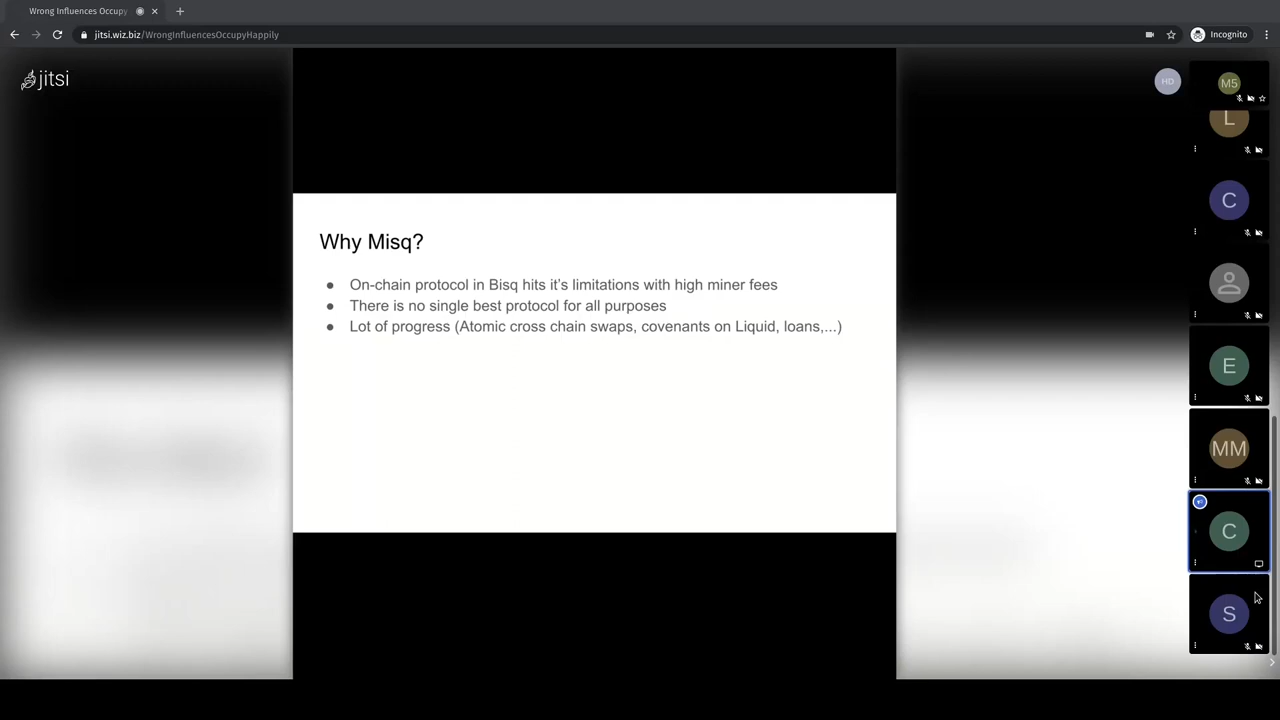 Wrong Influences Occupy
jitsi.wiz.biz/WrongInfluencesOccupyHappily
Incognito
jitsi
HD
M5
L
C
E
MM
C
S
Why Misq?
● On-chain protocol in Bisq hits it's limitations with high miner fees
● There is no single best protocol for all purposes
● Lot of progress (Atomic cross chain swaps, covenants on Liquid, loans,...)